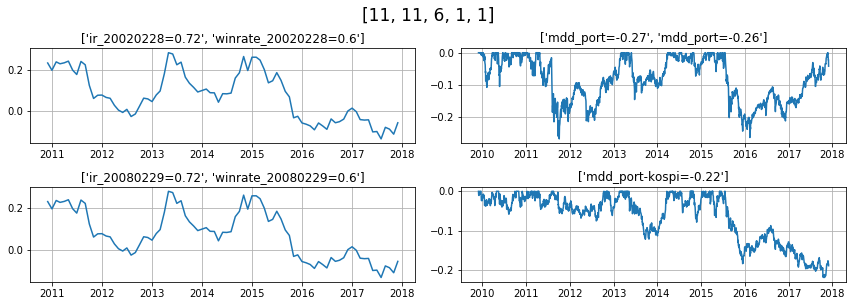 [11, 11, 6, 1, 1]
['ir_20020228=0.72', 'winrate_20020228=0.6']
0.2
0.0
2011 2012 2013 2014 2015 2016 2017 2018
['mdd_port=-0.27', 'mdd_port=-0.26']
0.0
−0.1
−0.2
2010 2011 2012 2013 2014 2015 2016 2017 2018
['ir_20080229=0.72', 'winrate_20080229=0.6']
0.2
0.0
2011 2012 2013 2014 2015 2016 2017 2018
['mdd_port-kospi=-0.22']
0.0
−0.1
−0.2
2010 2011 2012 2013 2014 2015 2016 2017 2018